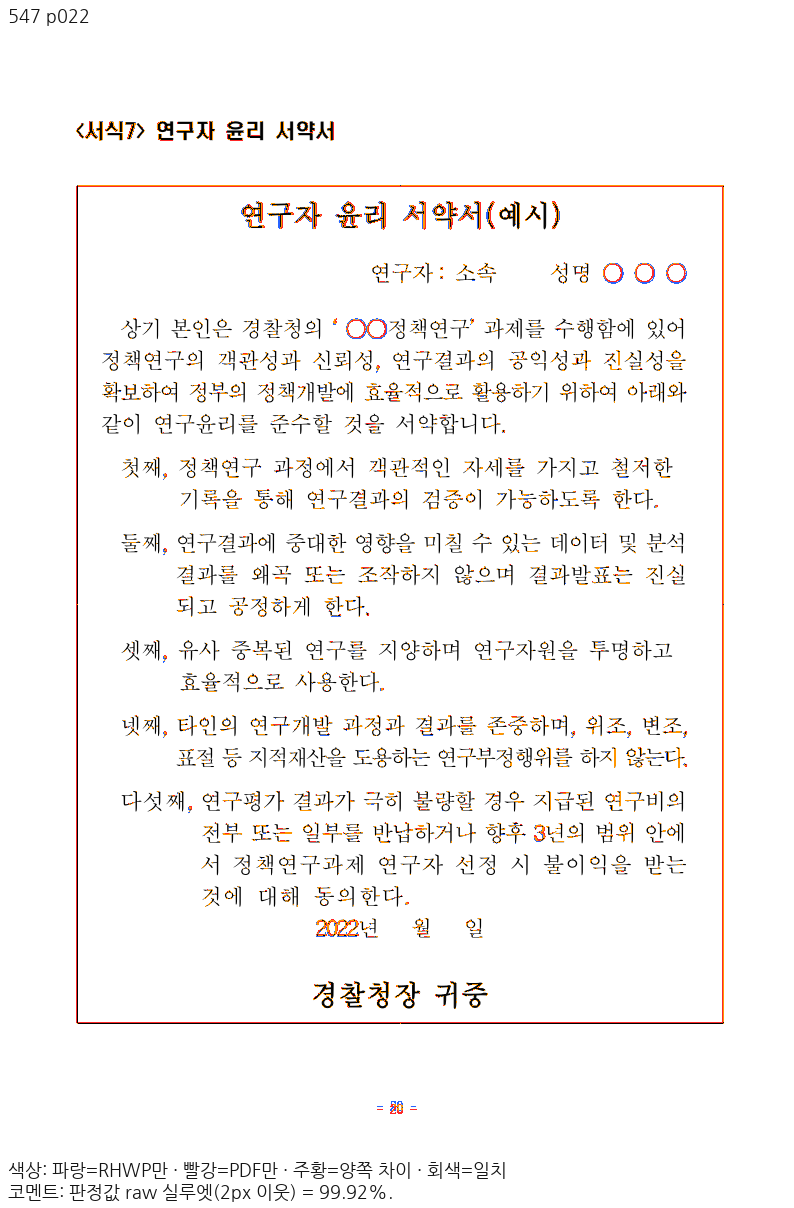 547 p022
<서식7> 연구자 윤리 서약서
연구자 윤리 서약서(예시)
연구자 : 소속 성명 ○ ○ ○
상기 본인은 경찰청의 ‘ ○○정책연구’ 과제를 수행함에 있어
정책연구의 객관성과 신뢰성, 연구결과의 공익성과 진실성을
확보하여 정부의 정책개발에 효율적으로 활용하기 위하여 아래와
같이 연구윤리를 준수할 것을 서약합니다.
첫째, 정책연구 과정에서 객관적인 자세를 가지고 철저한
기록을 통해 연구결과의 검증이 가능하도록 한다.
둘째, 연구결과에 중대한 영향을 미칠 수 있는 데이터 및 분석
결과를 왜곡 또는 조작하지 않으며 결과발표는 진실
되고 공정하게 한다.
셋째, 유사 중복된 연구를 지양하며 연구자원을 투명하고
효율적으로 사용한다.
넷째, 타인의 연구개발 과정과 결과를 존중하며, 위조, 변조,
표절 등 지적재산을 도용하는 연구부정행위를 하지 않는다.
다섯째, 연구평가 결과가 극히 불량할 경우 지급된 연구비의
전부 또는 일부를 반납하거나 향후 3년의 범위 안에
서 정책연구과제 연구자 선정 시 불이익을 받는
것에 대해 동의한다.
2022년 월 일
경찰청장 귀중
색상: 파랑=RHWP만 · 빨강=PDF만 · 주황=양쪽 차이 · 회색=일치
코멘트: 판정값 raw 실루엣(2px 이웃) = 99.92%.